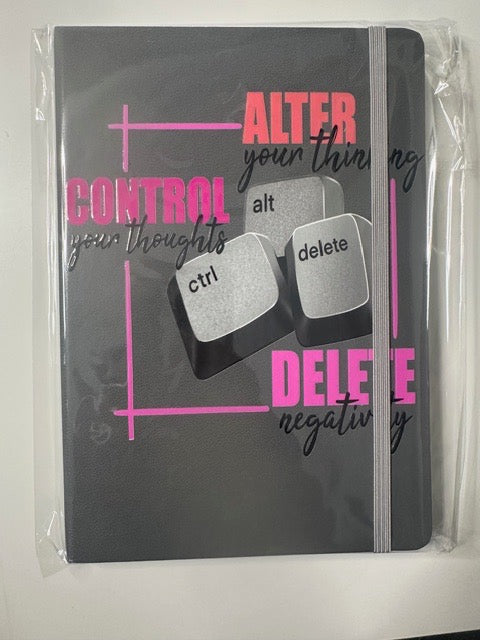 ALTER
your thinking
CONTROL
your thoughts
alt
delete
ctrl
DELETE
negativity